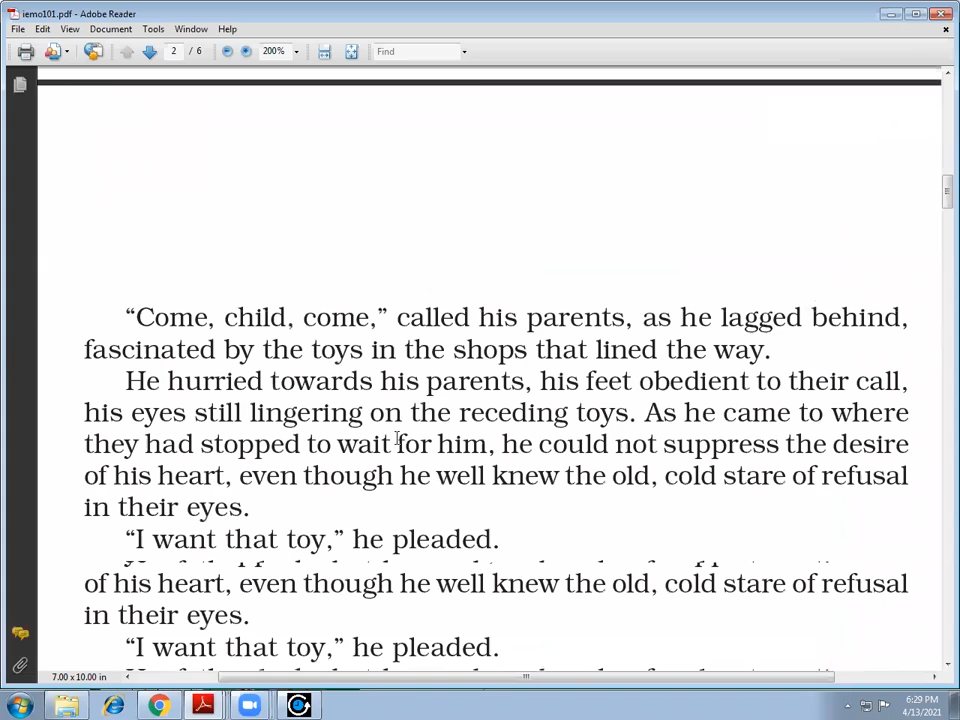 iemo101.pdf - Adobe Reader
File Edit View Document Tools Window Help
2 / 6 200% Find
“Come, child, come,” called his parents, as he lagged behind,
fascinated by the toys in the shops that lined the way.
He hurried towards his parents, his feet obedient to their call,
his eyes still lingering on the receding toys. As he came to where
they had stopped to wait for him, he could not suppress the desire
of his heart, even though he well knew the old, cold stare of refusal
in their eyes.
“I want that toy,” he pleaded.
of his heart, even though he well knew the old, cold stare of refusal
in their eyes.
“I want that toy,” he pleaded.
7.00 x 10.00 in
6:29 PM
4/13/2021